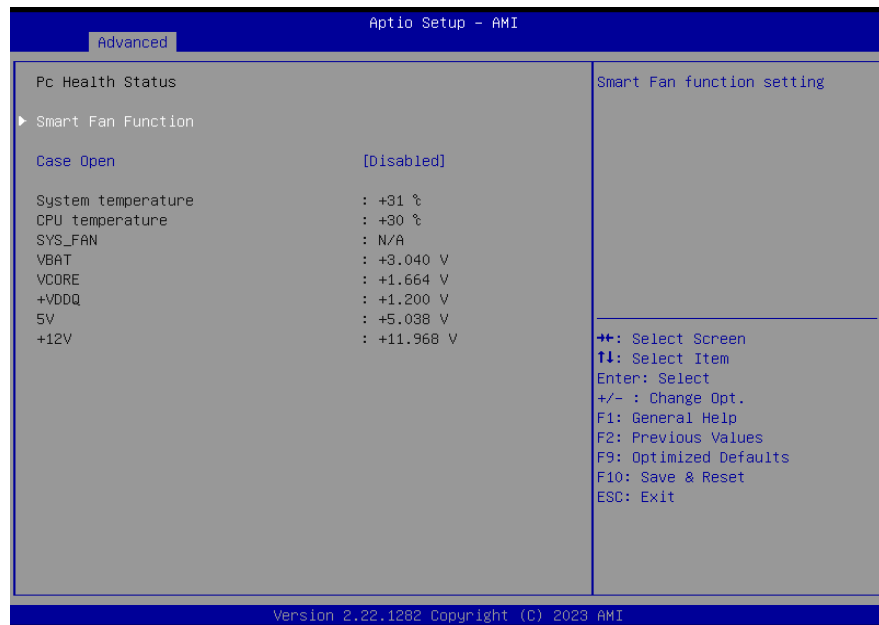 Aptio Setup – AMI
Advanced
Pc Health Status
Smart Fan Function
Case Open [Disabled]
System temperature : +31 ℃
CPU temperature : +30 ℃
SYS_FAN : N/A
VBAT : +3.040 V
VCORE : +1.664 V
+VDDQ : +1.200 V
5V : +5.038 V
+12V : +11.968 V
Smart Fan function setting
→←: Select Screen
↑↓: Select Item
Enter: Select
+/- : Change Opt.
F1: General Help
F2: Previous Values
F9: Optimized Defaults
F10: Save & Reset
ESC: Exit
Version 2.22.1282 Copyright (C) 2023 AMI